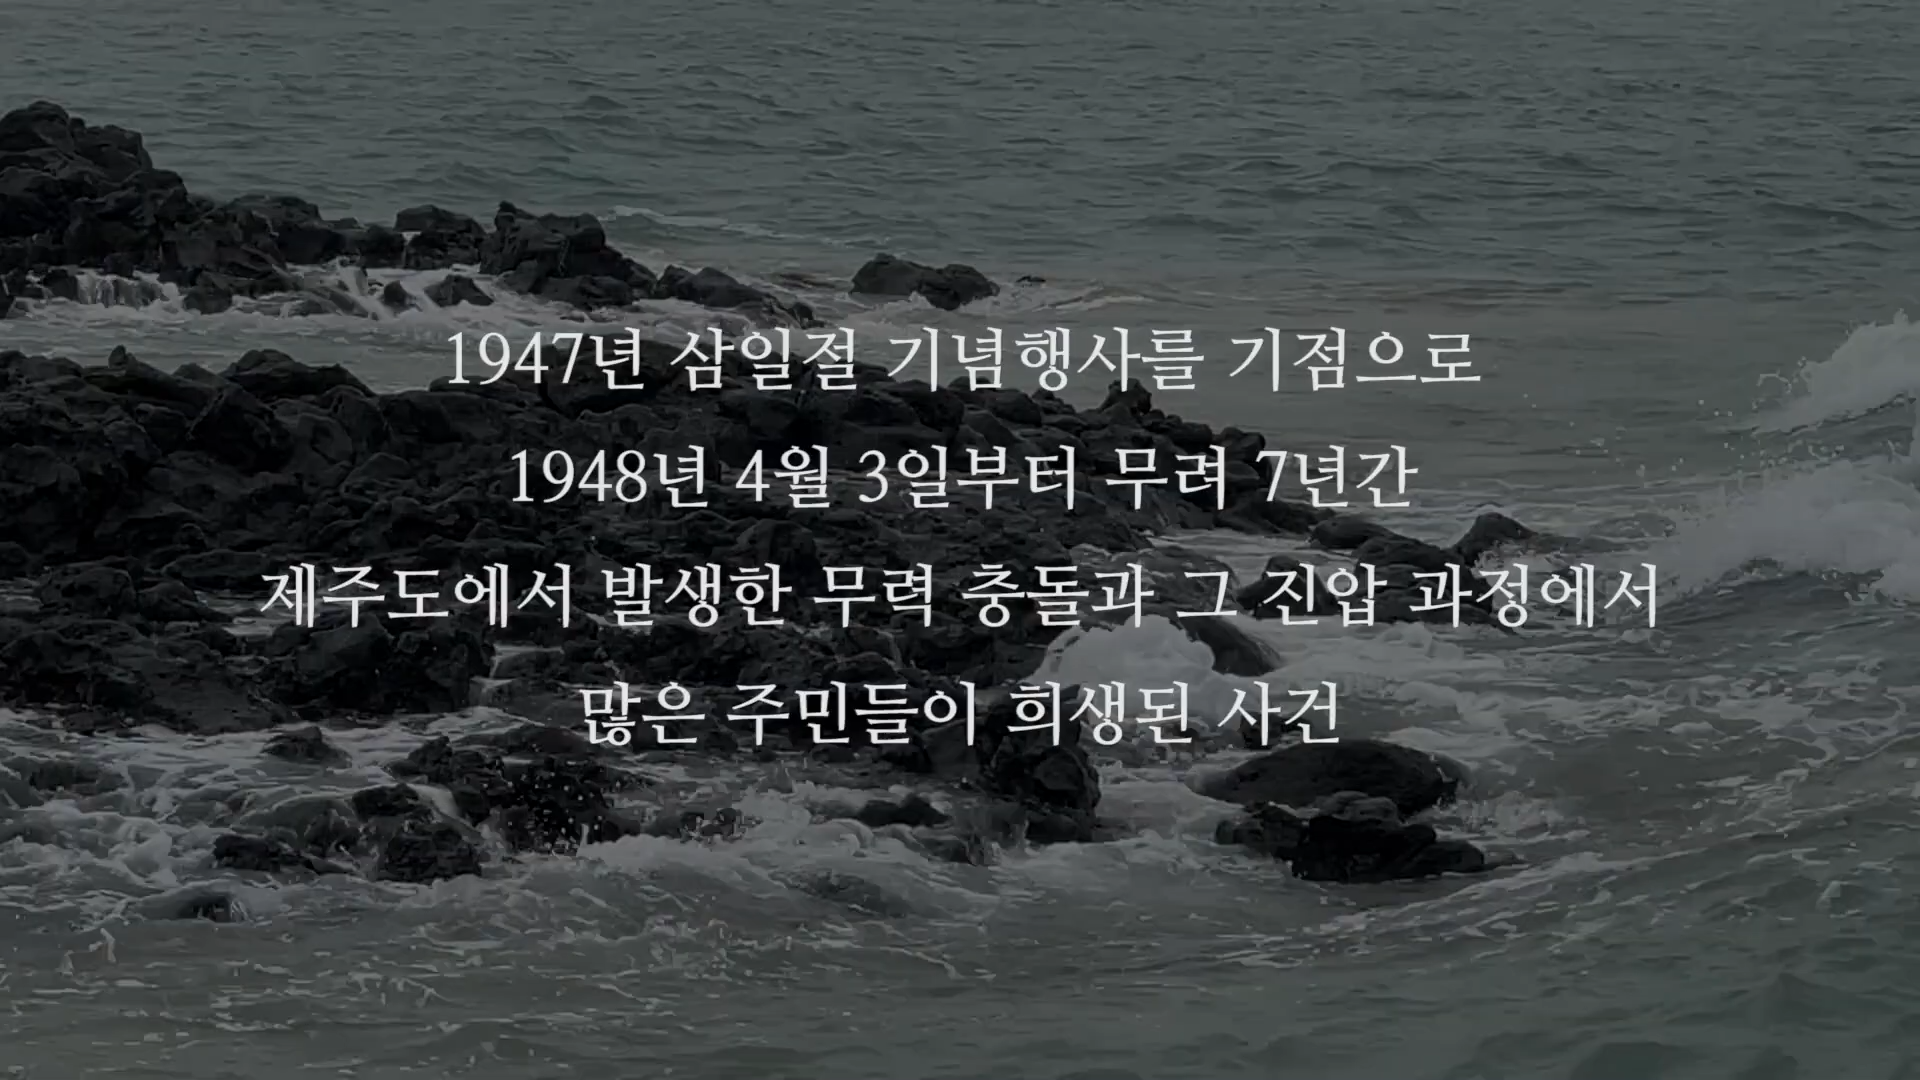 1947년 삼일절 기념행사를 기점으로
1948년 4월 3일부터 무려 7년간
제주도에서 발생한 무력 충돌과 그 진압 과정에서
많은 주민들이 희생된 사건